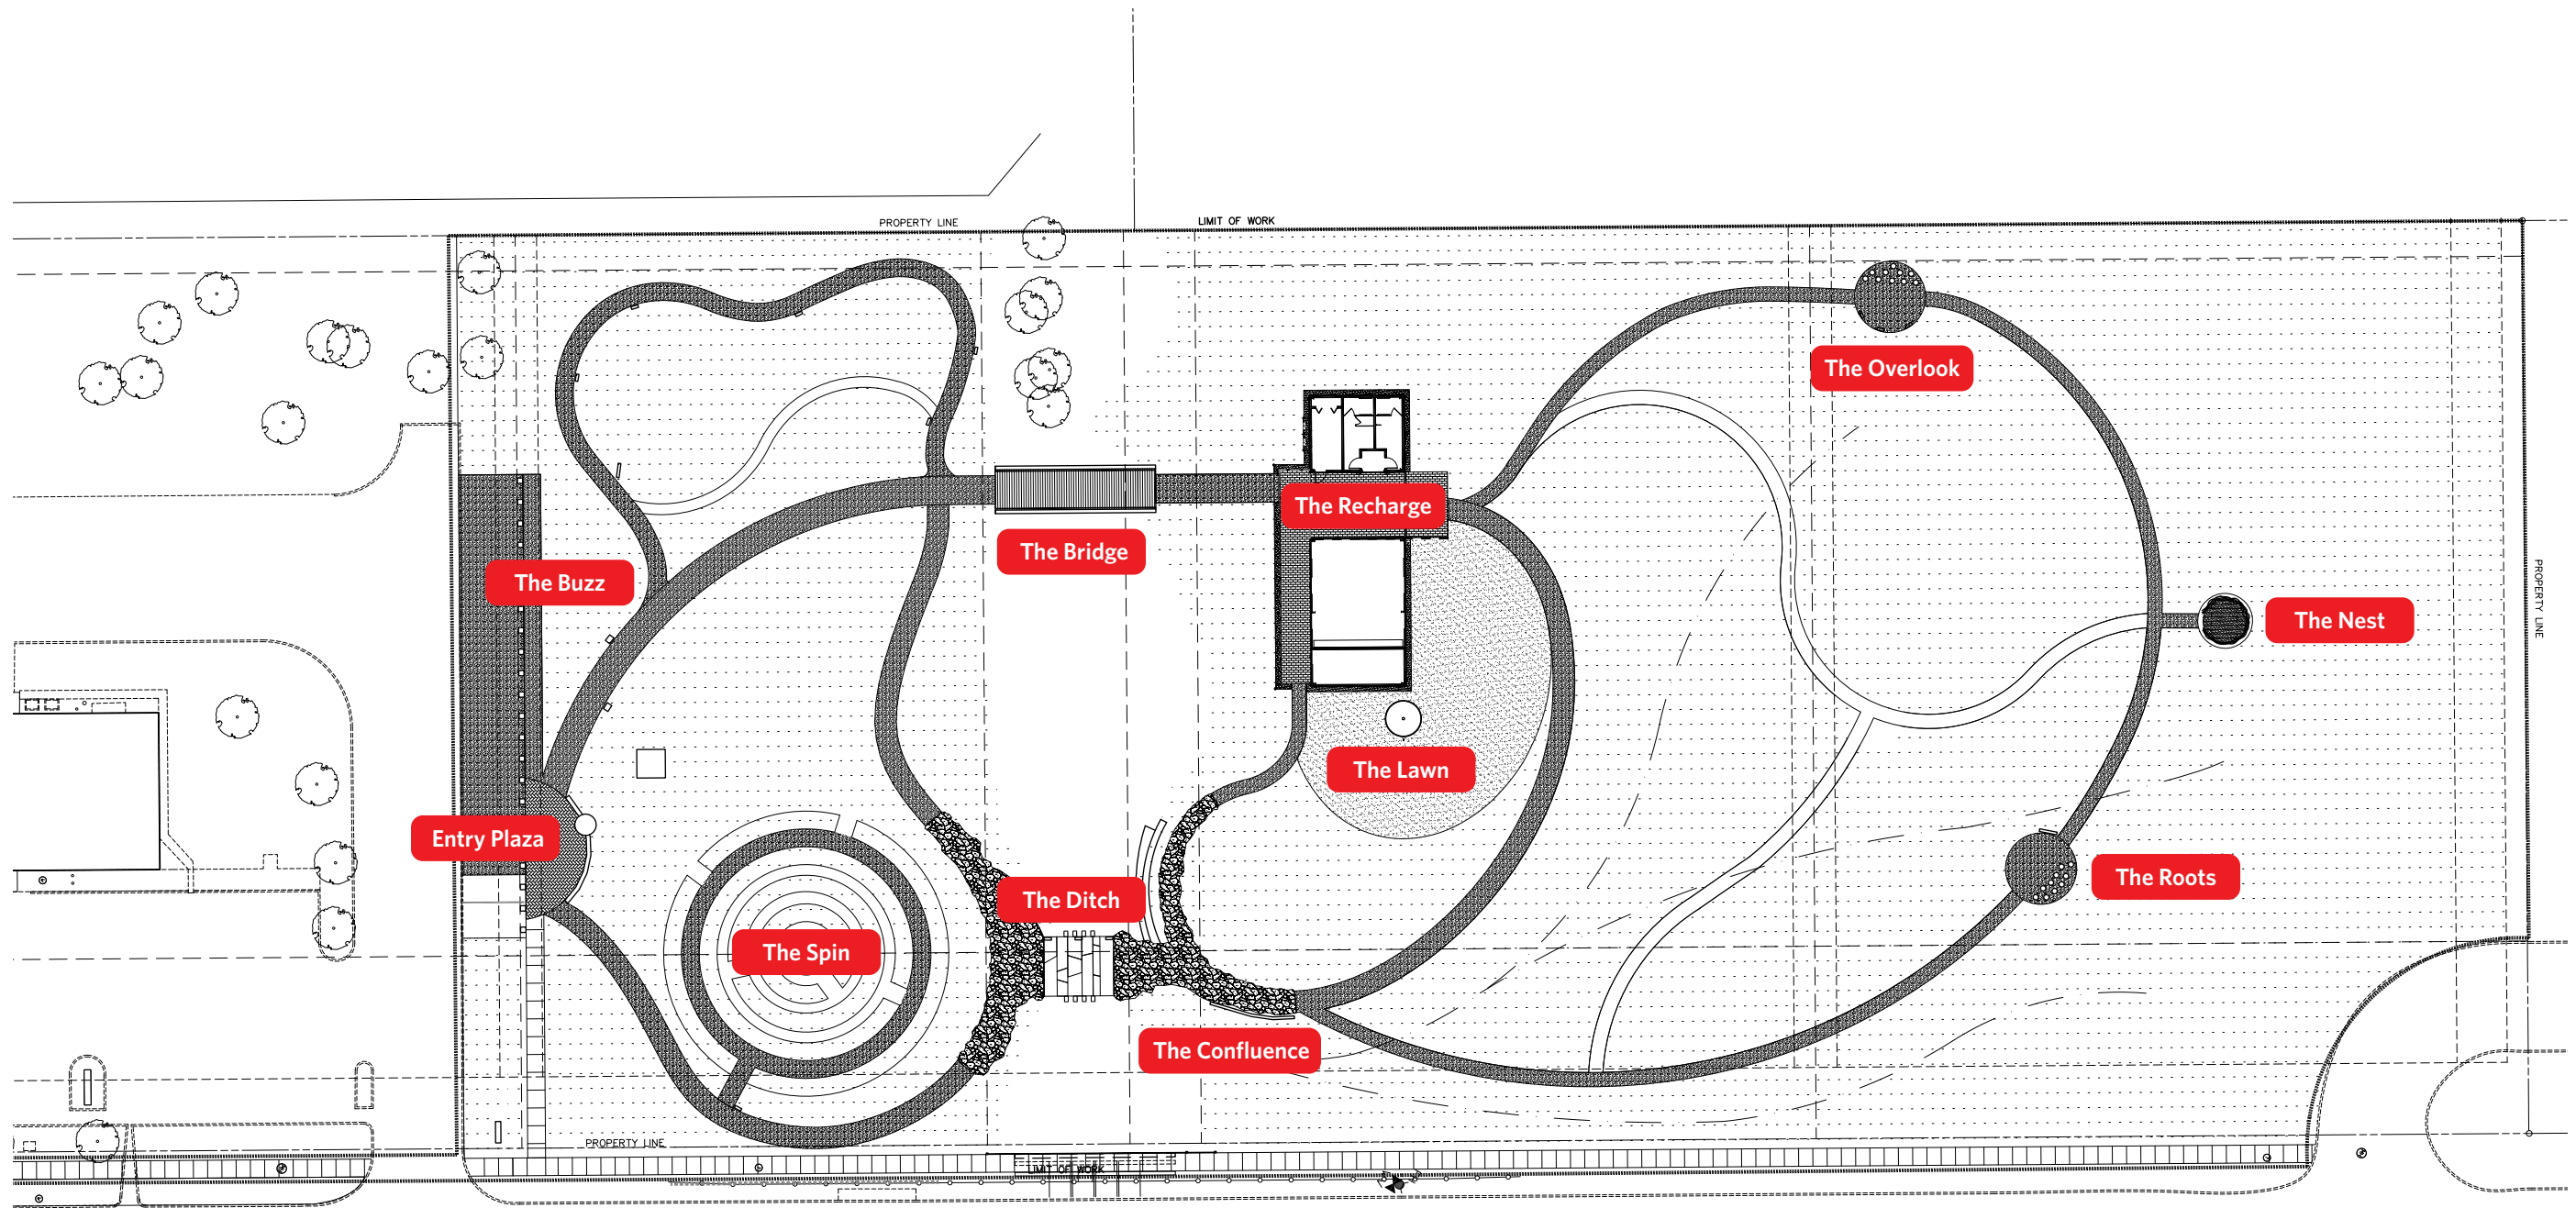 PROPERTY LINE
LIMIT OF WORK
The Overlook
The Recharge
The Bridge
The Buzz
PROPERTY LINE
The Nest
The Lawn
Entry Plaza
The Roots
The Ditch
The Spin
The Confluence
PROPERTY LINE
LIMIT OF WORK